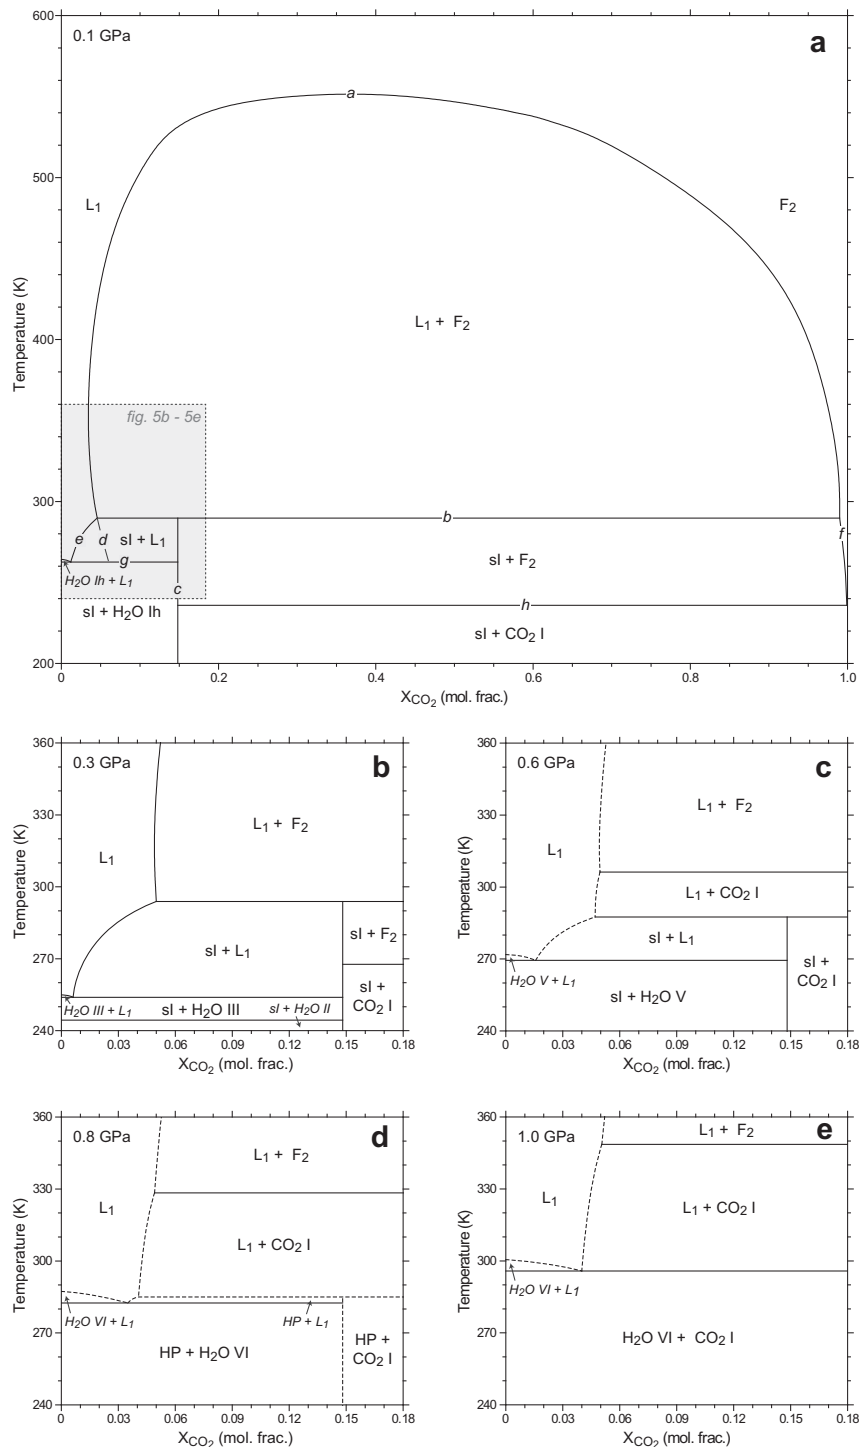 600
0.1 GPa
a
a
500
L1
F2
Temperature (K)
400
L1 + F2
fig. 5b - 5e
300
b
f
e
d
sI + L1
g
sI + F2
H2O Ih + L1
c
sI + H2O Ih
h
sI + CO2 I
200
0
0.2
0.4
0.6
0.8
1.0
XCO2 (mol. frac.)
360
0.3 GPa
b
330
L1 + F2
L1
Temperature (K)
300
sI + F2
sI + L1
270
sI +
CO2 I
H2O III + L1
sI + H2O III
sI + H2O II
240
0
0.03
0.06
0.09
0.12
0.15
0.18
XCO2 (mol. frac.)
360
0.6 GPa
c
330
L1 + F2
L1
Temperature (K)
300
L1 + CO2 I
sI + L1
270
H2O V + L1
sI +
CO2 I
sI + H2O V
240
0
0.03
0.06
0.09
0.12
0.15
0.18
XCO2 (mol. frac.)
360
0.8 GPa
d
L1 + F2
330
L1
Temperature (K)
L1 + CO2 I
300
H2O VI + L1
HP + L1
270
HP + H2O VI
HP +
CO2 I
240
0
0.03
0.06
0.09
0.12
0.15
0.18
XCO2 (mol. frac.)
360
1.0 GPa
e
L1 + F2
330
L1
L1 + CO2 I
Temperature (K)
300
H2O VI + L1
270
H2O VI + CO2 I
240
0
0.03
0.06
0.09
0.12
0.15
0.18
XCO2 (mol. frac.)